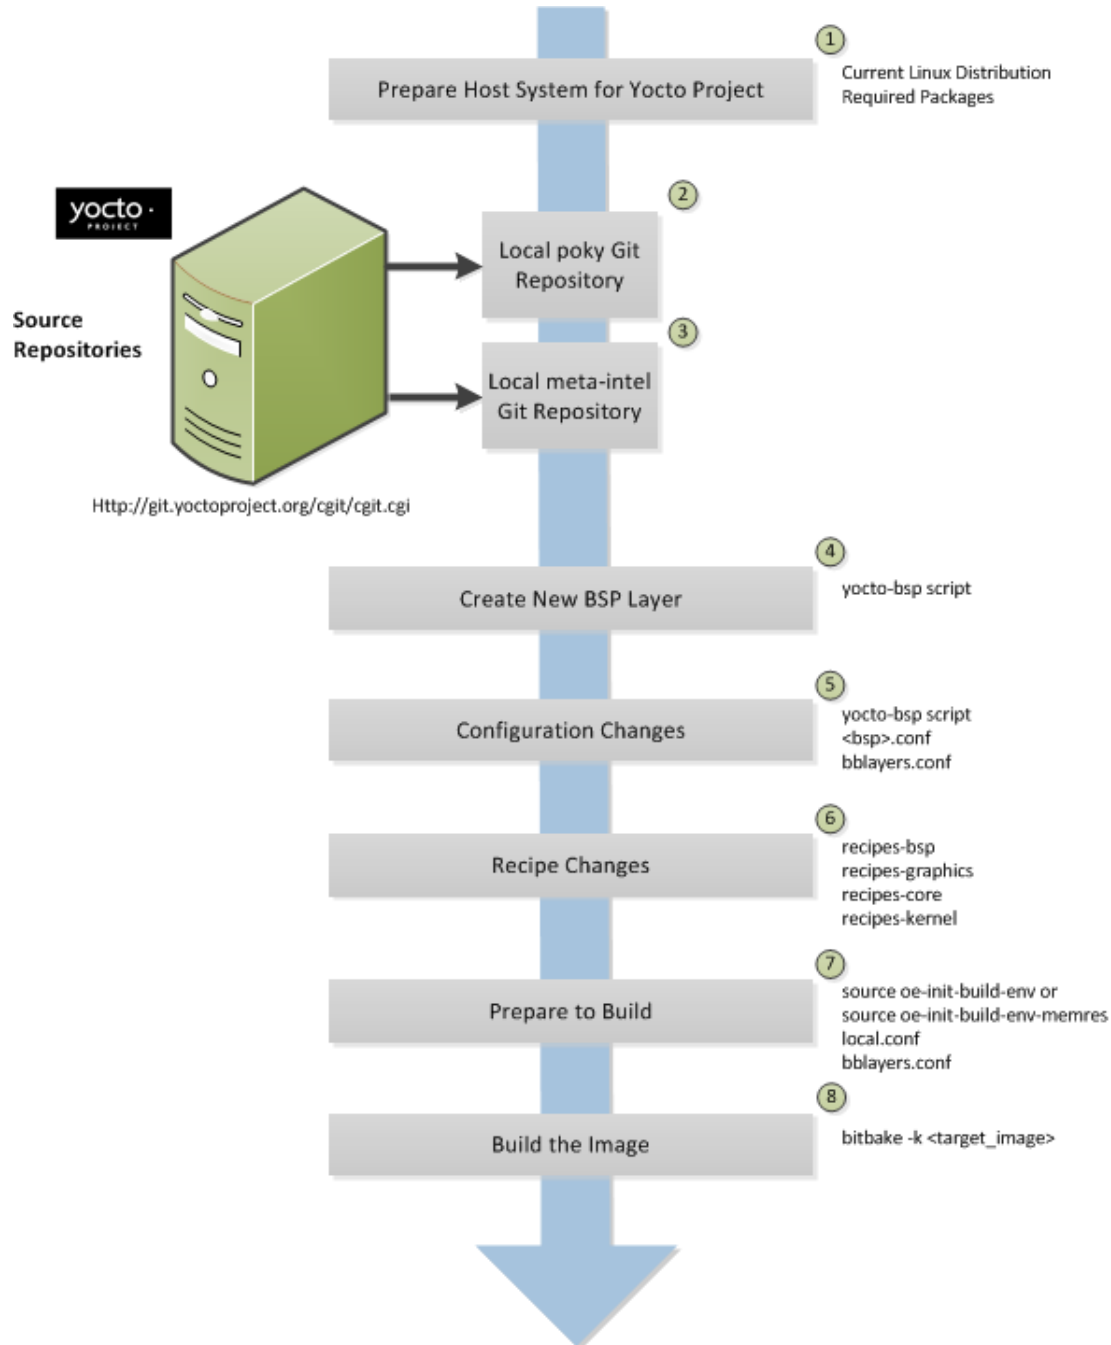 1
Prepare Host System for Yocto Project
Current Linux Distribution
Required Packages
yocto ·
PROJECT
Source
Repositories
Http://git.yoctoproject.org/cgit/cgit.cgi
2
Local poky Git
Repository
3
Local meta-intel
Git Repository
4
Create New BSP Layer
yocto-bsp script
5
Configuration Changes
yocto-bsp script
<bsp>.conf
bblayers.conf
6
Recipe Changes
recipes-bsp
recipes-graphics
recipes-core
recipes-kernel
7
Prepare to Build
source oe-init-build-env or
source oe-init-build-env-memres
local.conf
bblayers.conf
8
Build the Image
bitbake -k <target_image>